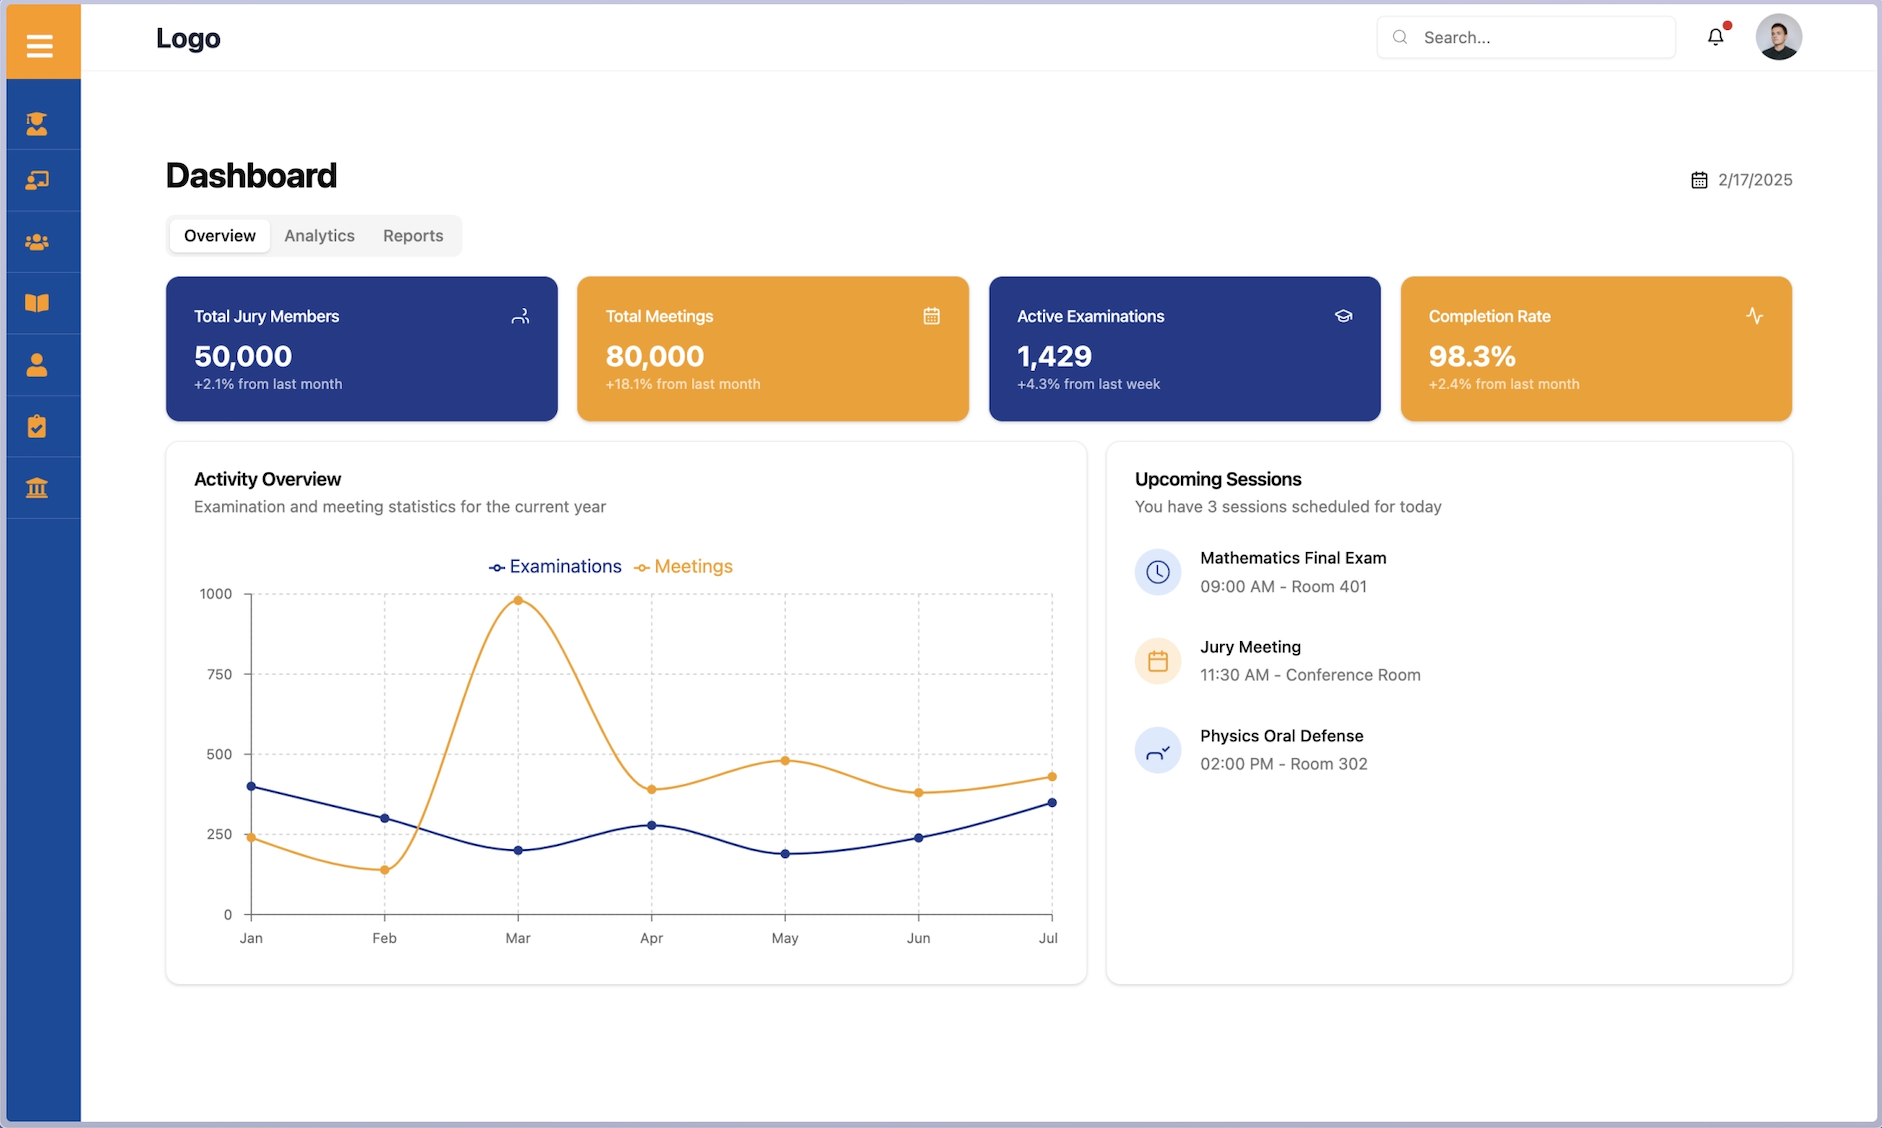 Logo
Search...
Dashboard
2/17/2025
Overview
Analytics
Reports
Total Jury Members
50,000
+2.1% from last month
Total Meetings
80,000
+18.1% from last month
Active Examinations
1,429
+4.3% from last week
Completion Rate
98.3%
+2.4% from last month
Activity Overview
Examination and meeting statistics for the current year
Examinations
Meetings
1000
750
500
250
0
Jan
Feb
Mar
Apr
May
Jun
Jul
Upcoming Sessions
You have 3 sessions scheduled for today
Mathematics Final Exam
09:00 AM - Room 401
Jury Meeting
11:30 AM - Conference Room
Physics Oral Defense
02:00 PM - Room 302